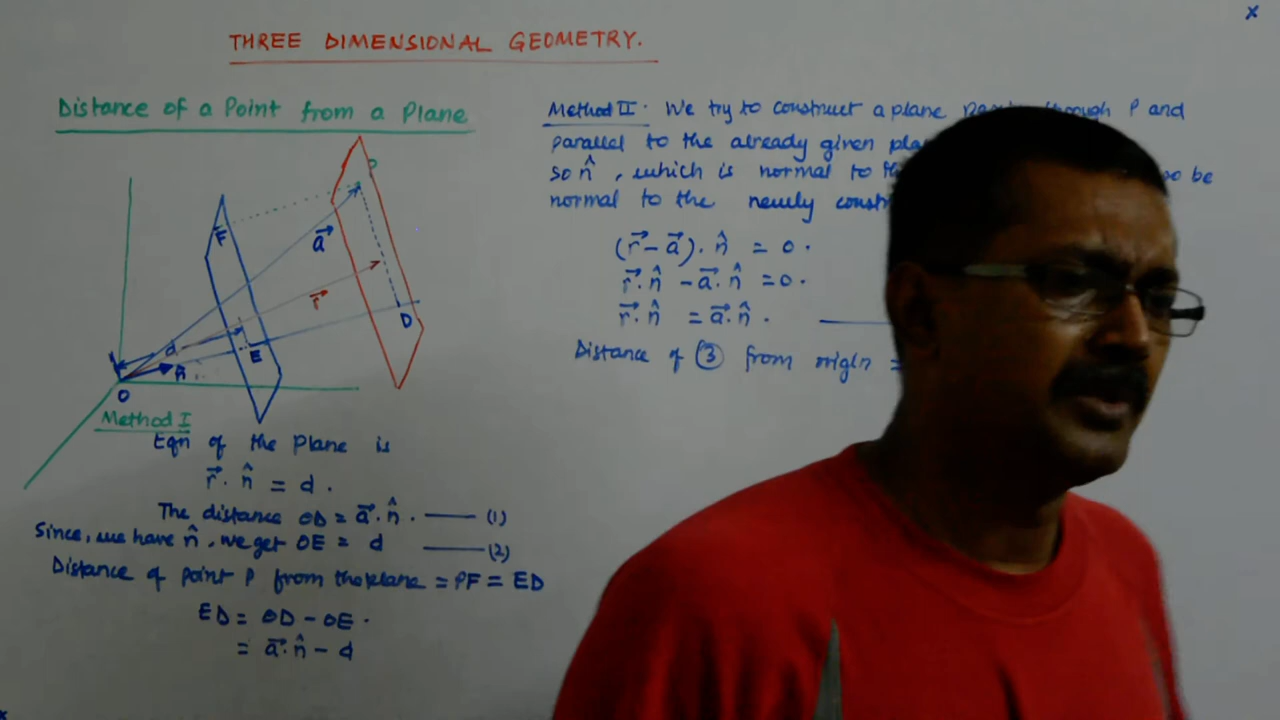 THREE DIMENSIONAL GEOMETRY.
Distance of a Point from a Plane
P
F
a⃗
r⃗
D
d
E
n̂
O
Method I
Eqn of the Plane is
r⃗ . n̂ = d .
The distance OD = a⃗ . n̂ . —— (1)
Since, we have n̂ , we get OE = d —— (2)
Distance of point P from the plane = PF = ED
ED = OD - OE .
= a⃗ . n̂ - d
Method II . We try to construct a plane through P and
parallel to the already given
so n̂ , which is normal to be
normal to the newly
(r⃗ - a⃗) . n̂ = 0 .
r⃗ . n̂ - a⃗ . n̂ = 0 .
r⃗ . n̂ = a⃗ . n̂ . ——
Distance of (3) from origin =
x
x